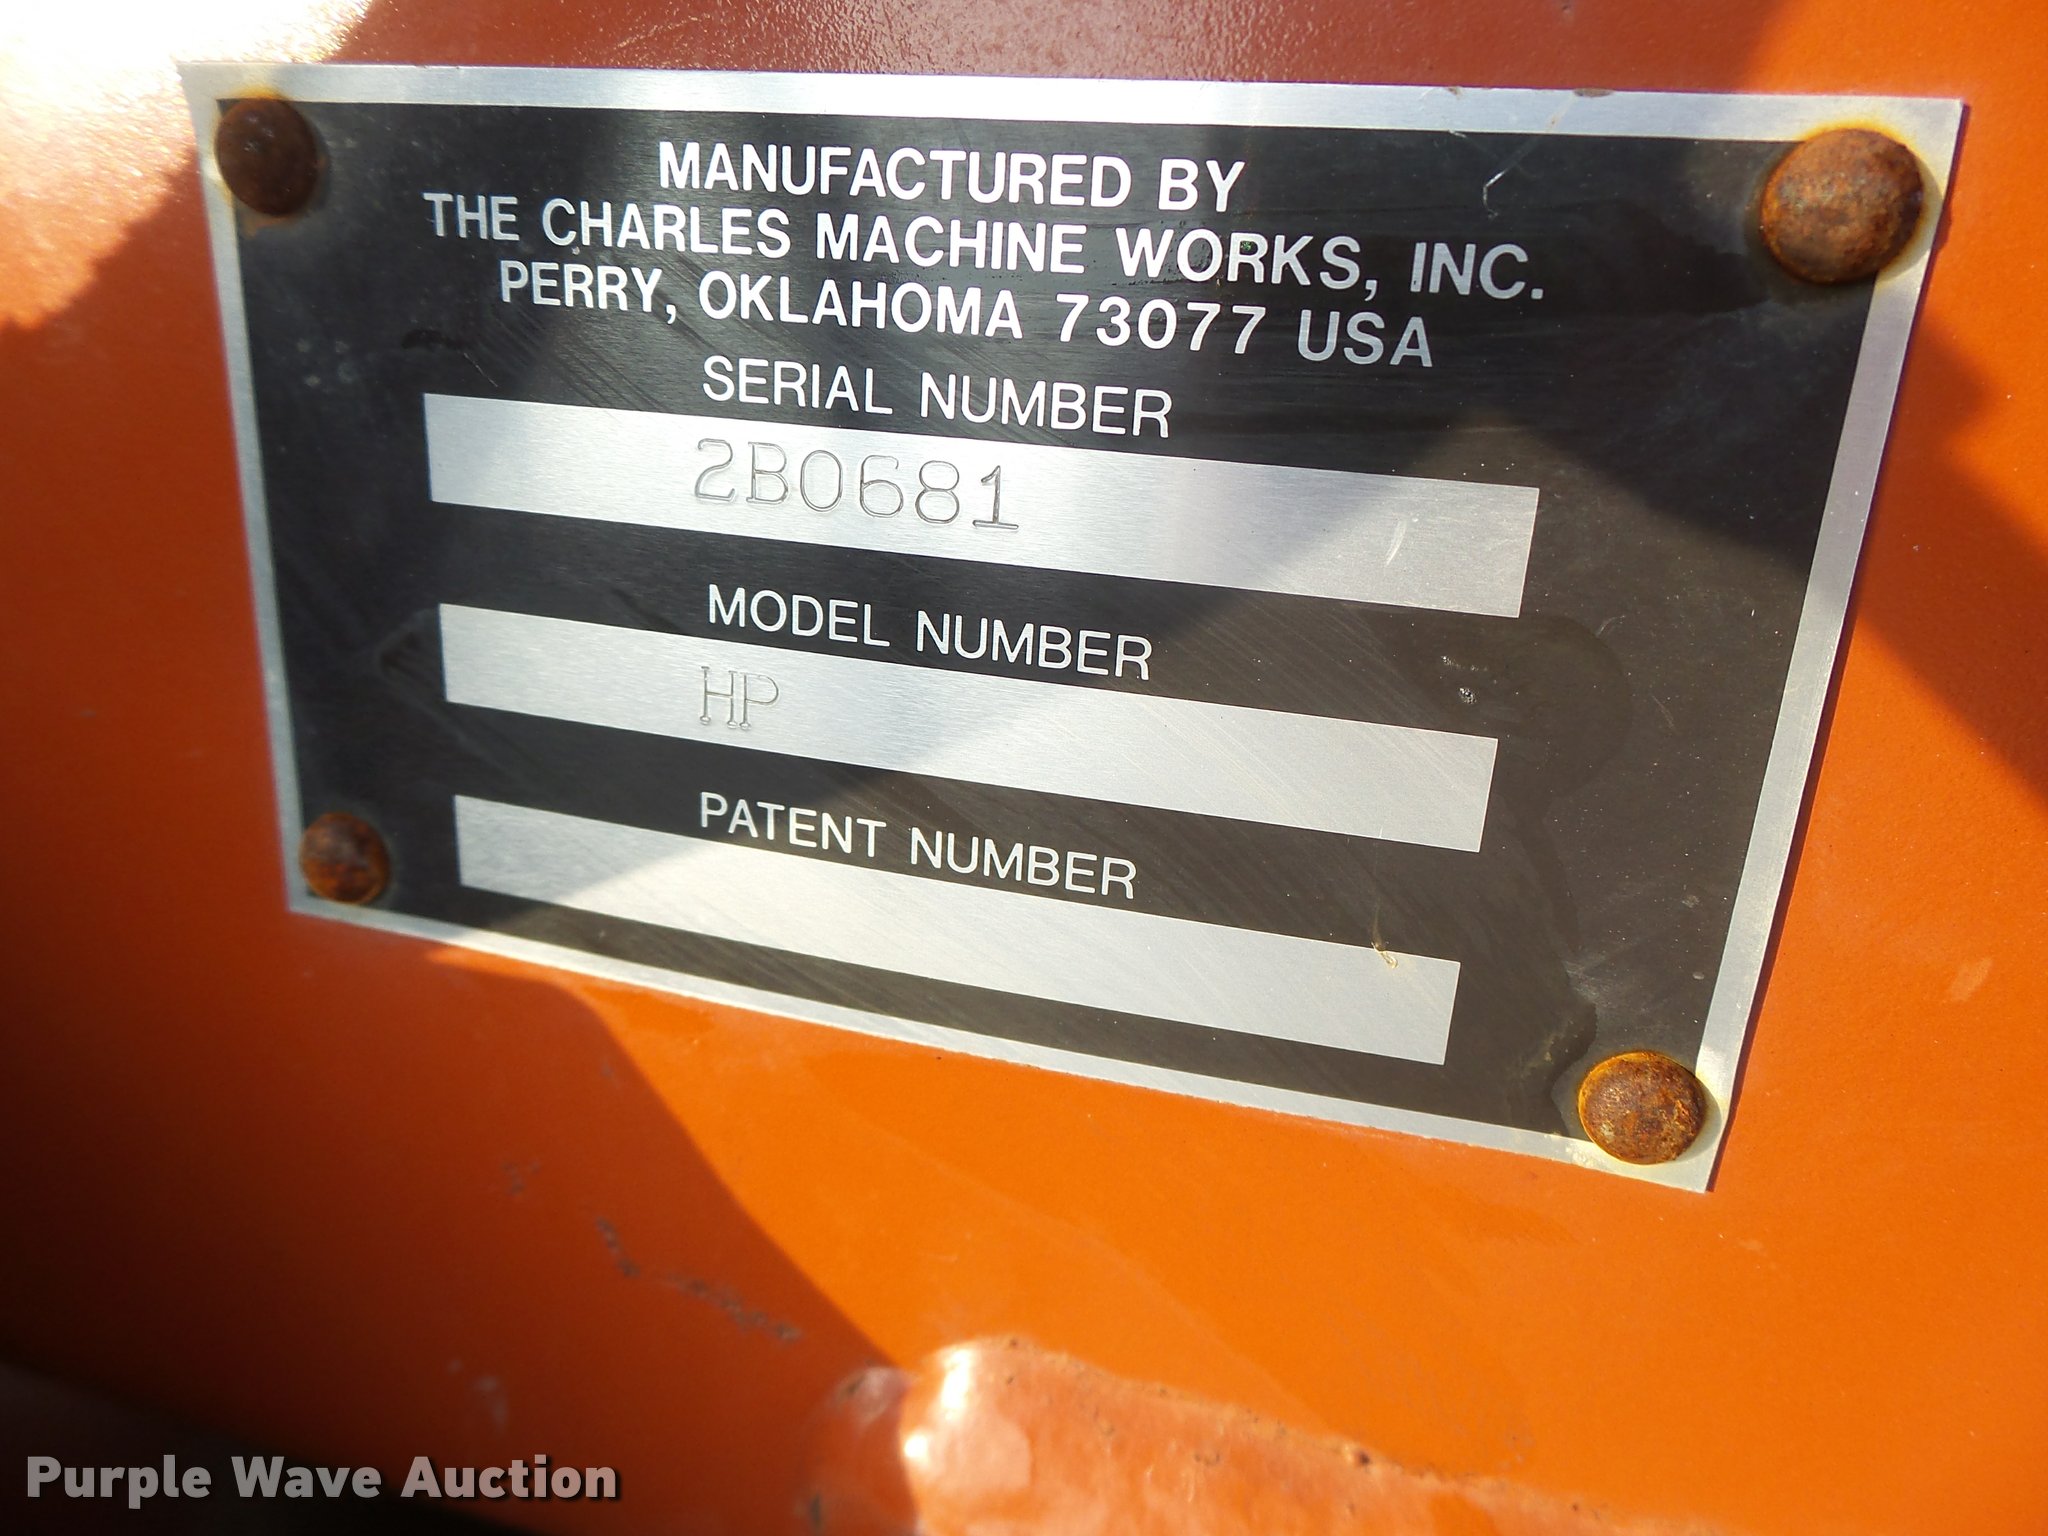 MANUFACTURED BY
THE CHARLES MACHINE WORKS, INC.
PERRY, OKLAHOMA 73077 USA
SERIAL NUMBER
2B0681
MODEL NUMBER
HP
PATENT NUMBER
Purple Wave Auction